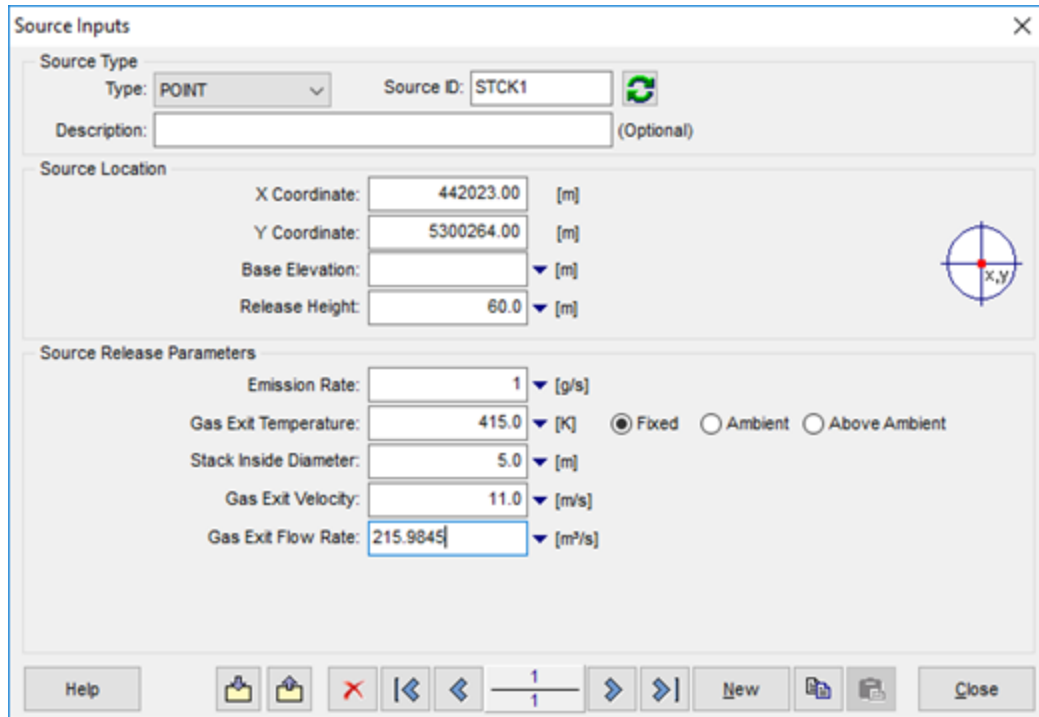 Source Inputs
Source Type
Type: POINT Source ID: STCK1
Description: (Optional)
Source Location
X Coordinate: 442023.00 [m]
Y Coordinate: 5300264.00 [m]
Base Elevation: [m]
Release Height: 60.0 [m]
x,y
Source Release Parameters
Emission Rate: 1 [g/s]
Gas Exit Temperature: 415.0 [K] Fixed Ambient Above Ambient
Stack Inside Diameter: 5.0 [m]
Gas Exit Velocity: 11.0 [m/s]
Gas Exit Flow Rate: 215.9845 [m³/s]
Help 1 New Close
1